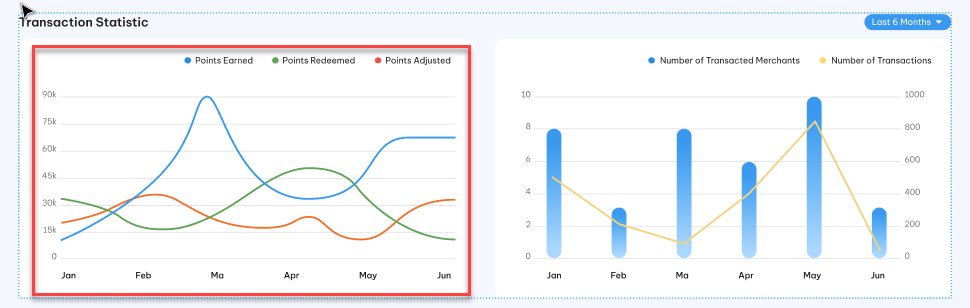 Transaction Statistic
Last 6 Months
Points Earned Points Redeemed Points Adjusted
90k
75k
60k
45k
30k
15k
0
Jan Feb Ma Apr May Jun
Number of Transacted Merchants Number of Transactions
10 1000
8 800
6 600
4 400
2 200
0 0
Jan Feb Ma Apr May Jun